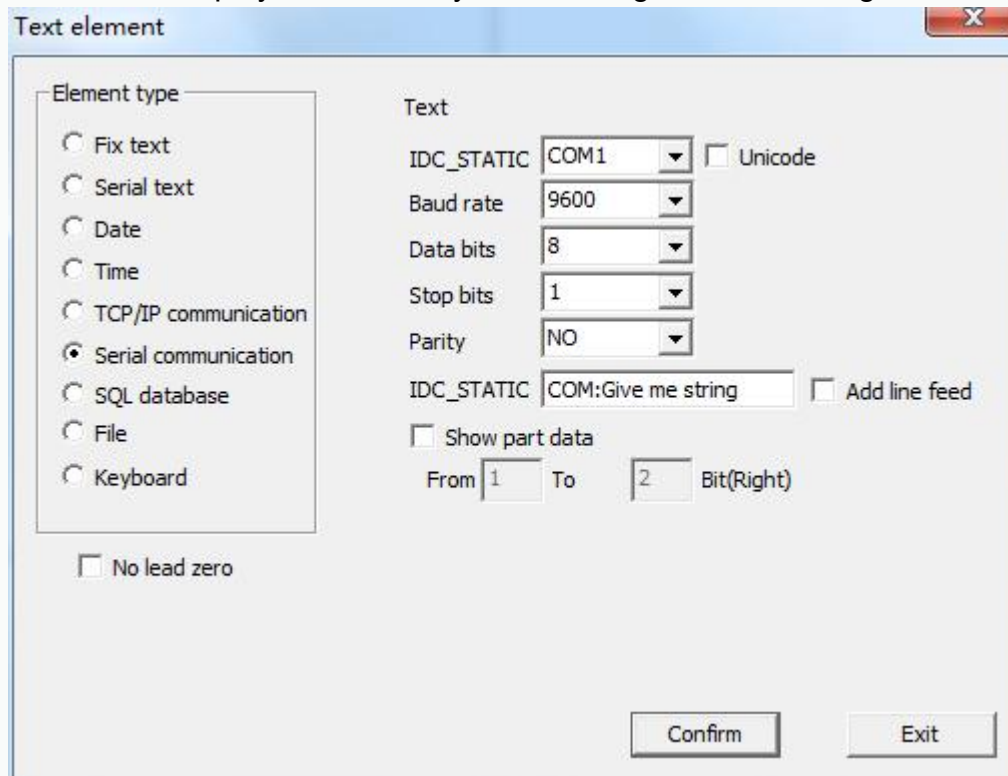 Text element
Element type
Fix text
Serial text
Date
Time
TCP/IP communication
Serial communication
SQL database
File
Keyboard
No lead zero
Text
IDC_STATIC COM1 Unicode
Baud rate 9600
Data bits 8
Stop bits 1
Parity NO
IDC_STATIC COM:Give me string Add line feed
Show part data
From 1 To 2 Bit(Right)
Confirm Exit